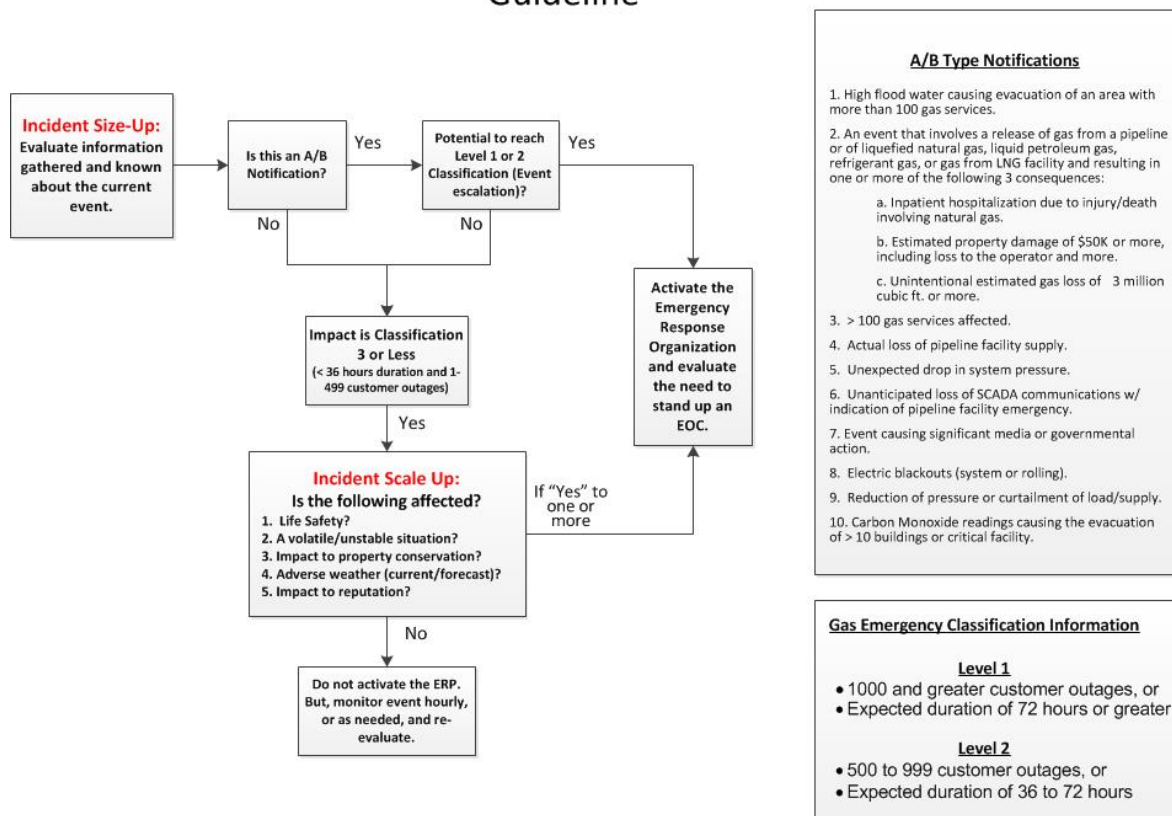 Guideline
Incident Size-Up:
Evaluate information
gathered and known
about the current
event.
Is this an A/B
Notification?
Yes
No
Potential to reach
Level 1 or 2
Classification (Event
escalation)?
Yes
No
Impact is Classification
3 or Less
(< 36 hours duration and 1-
499 customer outages)
Yes
Activate the
Emergency
Response
Organization
and evaluate
the need to
stand up an
EOC.
Incident Scale Up:
Is the following affected?
1. Life Safety?
2. A volatile/unstable situation?
3. Impact to property conservation?
4. Adverse weather (current/forecast)?
5. Impact to reputation?
If “Yes” to
one or
more
No
Do not activate the ERP.
But, monitor event hourly,
or as needed, and re-
evaluate.
A/B Type Notifications
1. High flood water causing evacuation of an area with
more than 100 gas services.
2. An event that involves a release of gas from a pipeline
or of liquefied natural gas, liquid petroleum gas,
refrigerant gas, or gas from LNG facility and resulting in
one or more of the following 3 consequences:
a. Inpatient hospitalization due to injury/death
involving natural gas.
b. Estimated property damage of $50K or more,
including loss to the operator and more.
c. Unintentional estimated gas loss of 3 million
cubic ft. or more.
3. > 100 gas services affected.
4. Actual loss of pipeline facility supply.
5. Unexpected drop in system pressure.
6. Unanticipated loss of SCADA communications w/
indication of pipeline facility emergency.
7. Event causing significant media or governmental
action.
8. Electric blackouts (system or rolling).
9. Reduction of pressure or curtailment of load/supply.
10. Carbon Monoxide readings causing the evacuation
of > 10 buildings or critical facility.
Gas Emergency Classification Information
Level 1
• 1000 and greater customer outages, or
• Expected duration of 72 hours or greater
Level 2
• 500 to 999 customer outages, or
• Expected duration of 36 to 72 hours